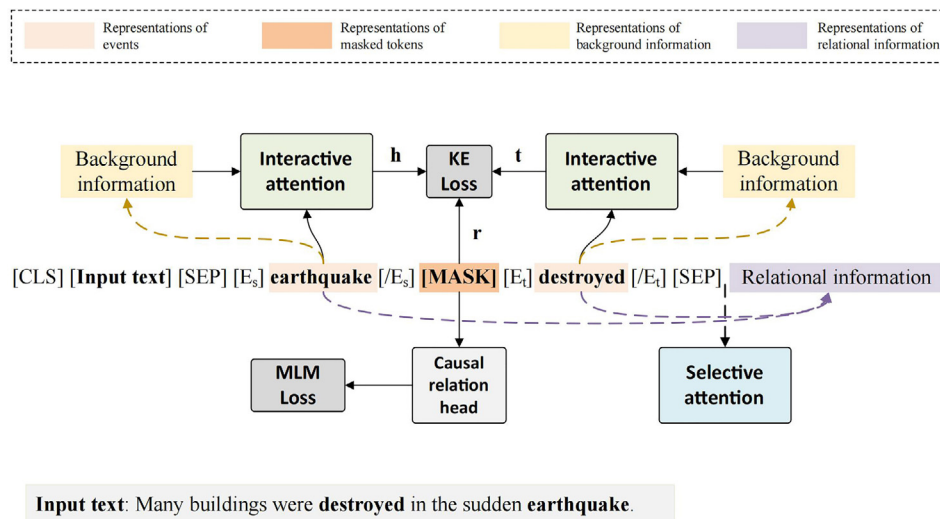 Representations of events
Representations of masked tokens
Representations of background information
Representations of relational information
Background information
Interactive attention
h
KE Loss
t
Interactive attention
Background information
r
[CLS] [Input text] [SEP] [Es] earthquake [/Es] [MASK] [Et] destroyed [/Et] [SEP] Relational information
MLM Loss
Causal relation head
Selective attention
Input text: Many buildings were destroyed in the sudden earthquake.